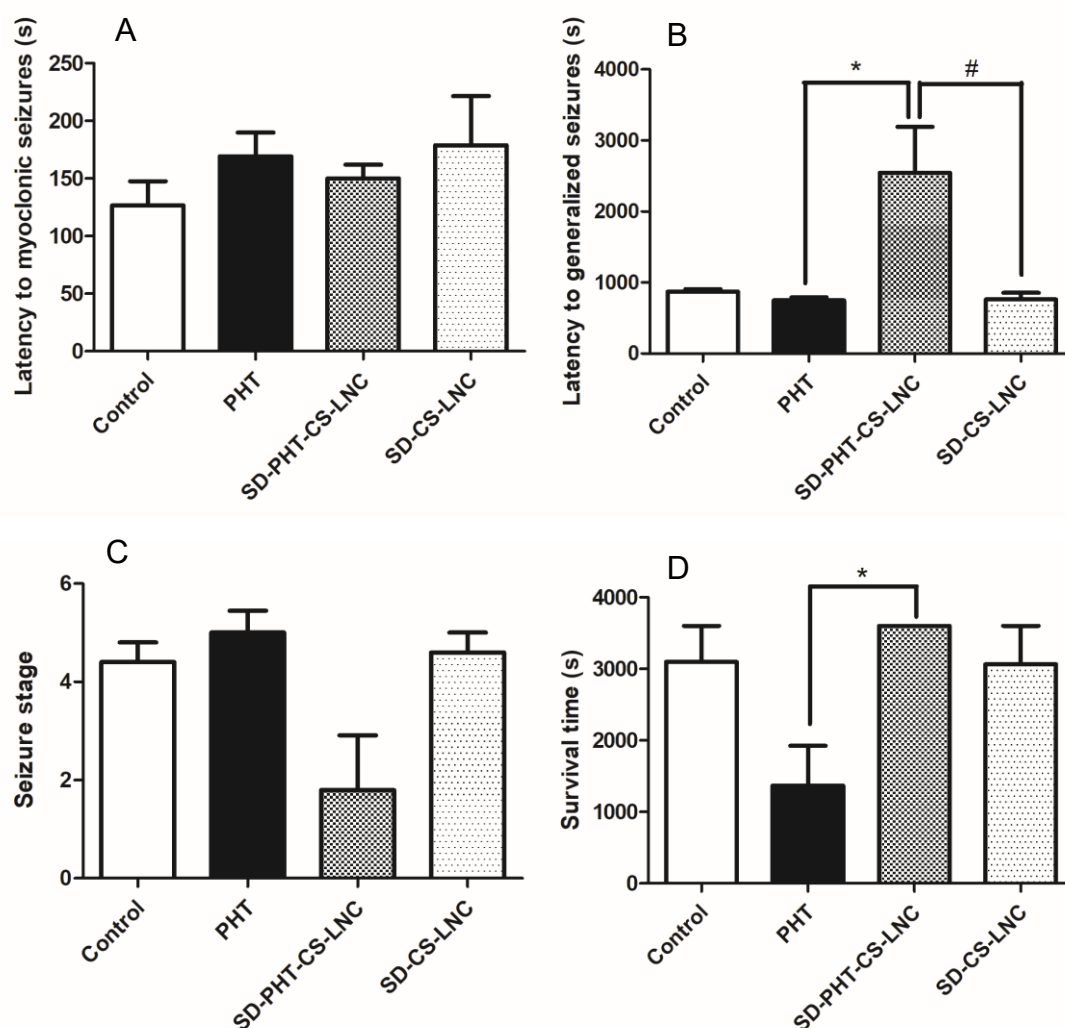 A
Latency to myoclonic seizures (s)
250
200
150
100
50
0
Control
PHT
SD-PHT-CS-LNC
SD-CS-LNC
B
Latency to generalized seizures (s)
4000
3000
2000
1000
0
*
#
Control
PHT
SD-PHT-CS-LNC
SD-CS-LNC
C
Seizure stage
6
4
2
0
Control
PHT
SD-PHT-CS-LNC
SD-CS-LNC
D
Survival time (s)
4000
3000
2000
1000
0
*
Control
PHT
SD-PHT-CS-LNC
SD-CS-LNC